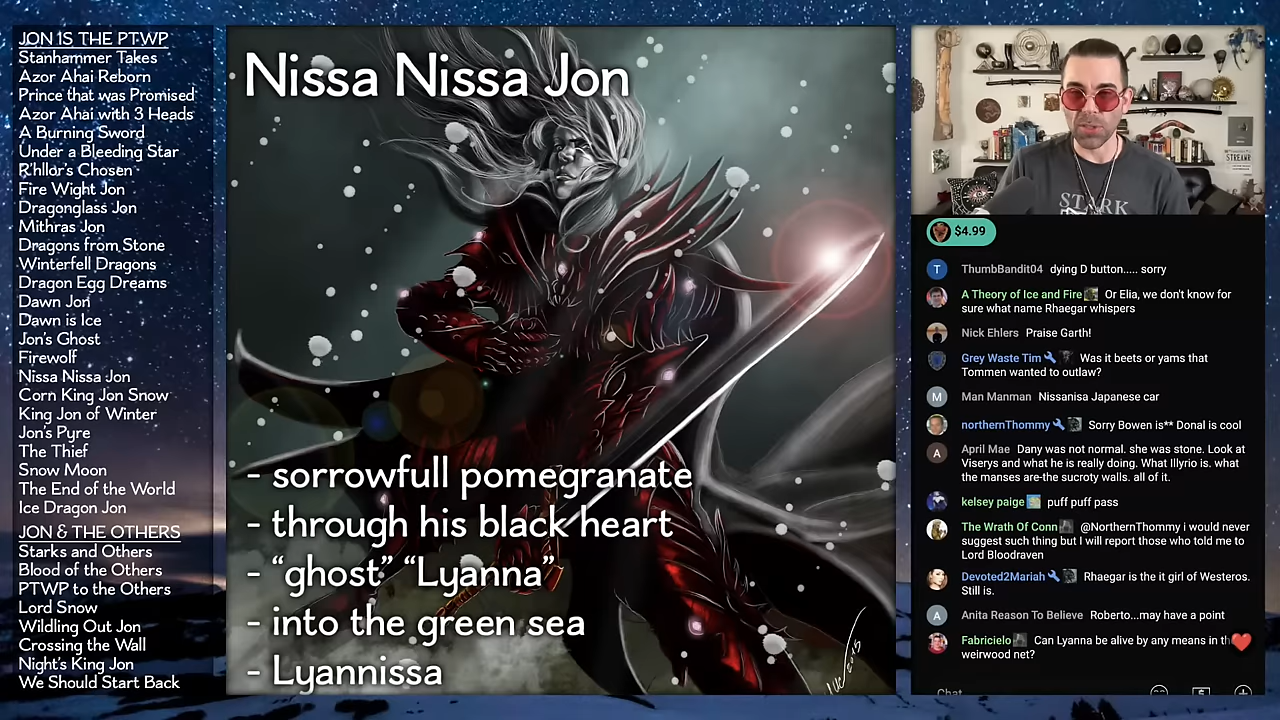 JON IS THE PTWP
Stanhammer Takes
Azor Ahai Reborn
Prince that was Promised
Azor Ahai with 3 Heads
A Burning Sword
Under a Bleeding Star
R'hllor's Chosen
Fire Wight Jon
Dragonglass Jon
Mithras Jon
Dragons from Stone
Winterfell Dragons
Dragon Egg Dreams
Dawn Jon
Dawn is Ice
Jon's Ghost
Firewolf
Nissa Nissa Jon
Corn King Jon Snow
King Jon of Winter
Jon's Pyre
The Thief
Snow Moon
The End of the World
Ice Dragon Jon
JON & THE OTHERS
Starks and Others
Blood of the Others
PTWP to the Others
Lord Snow
Wildling Out Jon
Crossing the Wall
Night's King Jon
We Should Start Back
Nissa Nissa Jon
- sorrowfull pomegranate
- through his black heart
- "ghost" "Lyanna"
- into the green sea
- Lyannissa
STARK
$4.99
T ThumbBandit04 dying D button..... sorry
A Theory of Ice and Fire Or Elia, we don't know for
sure what name Rhaegar whispers
Nick Ehlers Praise Garth!
Grey Waste Tim Was it beets or yams that
Tommen wanted to outlaw?
M Man Manman Nissanisa Japanese car
northernThommy Sorry Bowen is** Donal is cool
A April Mae Dany was not normal. she was stone. Look at
Viserys and what he is really doing. What Illyrio is. what
the manses are-the sucroty walls. all of it.
kelsey paige puff puff pass
The Wrath Of Conn @NorthernThommy i would never
suggest such thing but I will report those who told me to
Lord Bloodraven
Devoted2Mariah Rhaegar is the it girl of Westeros.
Still is.
A Anita Reason To Believe Roberto...may have a point
Fabricielo Can Lyanna be alive by any means in
weirwood net?
Chat